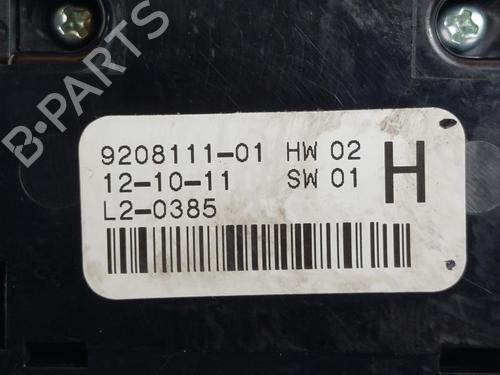 B-PARTS
9208111-01 HW 02
12-10-11 SW 01
H
L2-0385